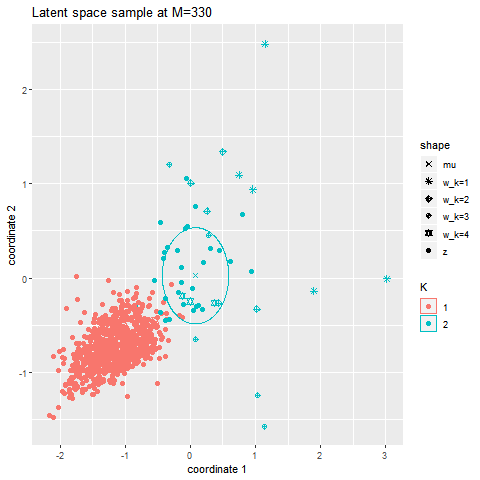 Latent space sample at M=330
coordinate 2
2
1
0
-1
-2
-1
0
1
2
3
coordinate 1
shape
mu
w_k=1
w_k=2
w_k=3
w_k=4
z
K
1
2